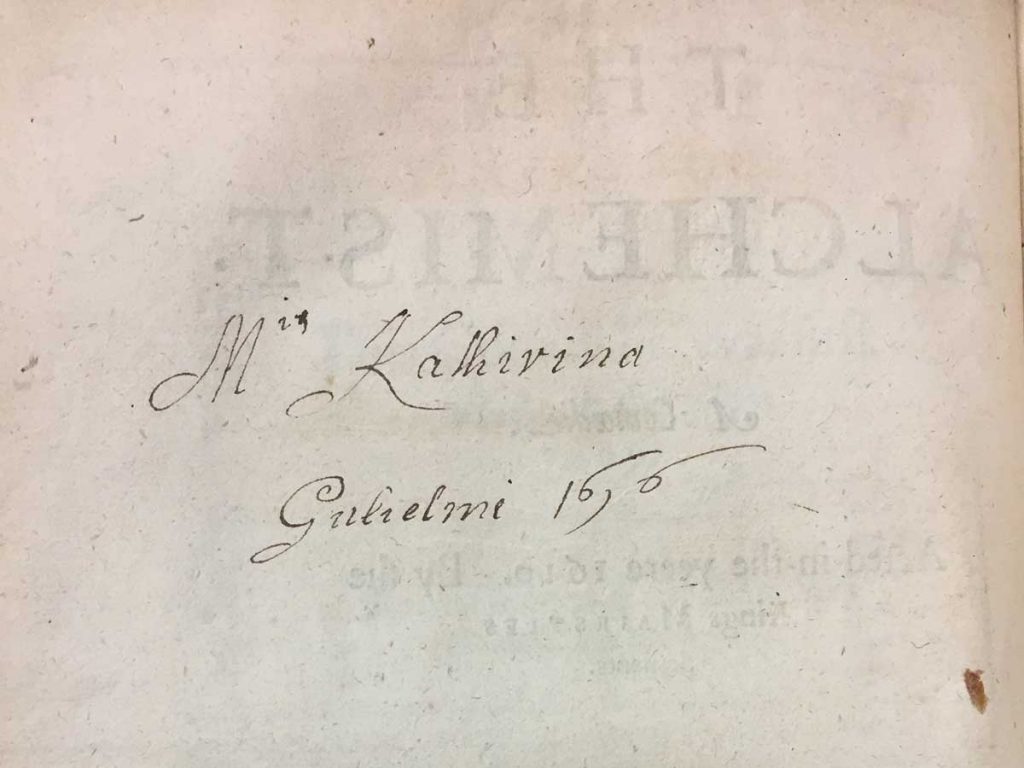 THE
ALCHEMIST.
Mris Kathirina
Gulielmi 1656
Acted in the yeere 1610. By the
Kings MAIESTIES